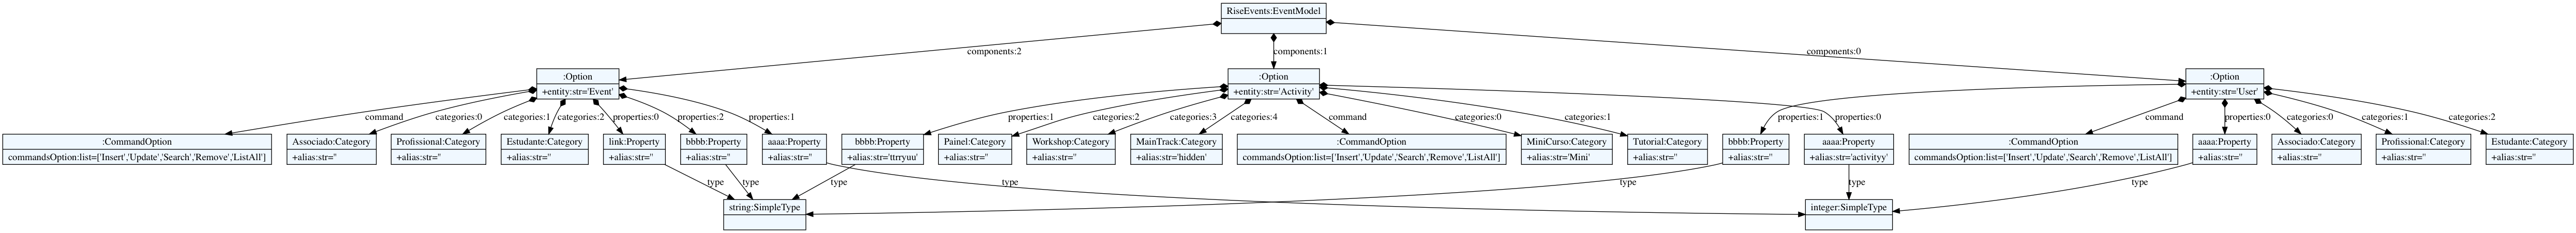 RiseEvents:EventModel
components:2
components:1
components:0
:Option
+entity:str='Event'
:Option
+entity:str='Activity'
:Option
+entity:str='User'
command
categories:0
categories:1
categories:2
properties:0
properties:2
properties:1
properties:1
categories:2
categories:3
categories:4
command
categories:0
categories:1
properties:1
properties:0
command
properties:0
categories:0
categories:1
categories:2
:CommandOption
commandsOption:list=['Insert','Update','Search','Remove','ListAll']
Associado:Category
+alias:str=''
Profissional:Category
+alias:str=''
Estudante:Category
+alias:str=''
link:Property
+alias:str=''
bbbb:Property
+alias:str=''
aaaa:Property
+alias:str=''
bbbb:Property
+alias:str='ttrryuu'
Painel:Category
+alias:str=''
Workshop:Category
+alias:str=''
MainTrack:Category
+alias:str='hidden'
:CommandOption
commandsOption:list=['Insert','Update','Search','Remove','ListAll']
MiniCurso:Category
+alias:str='Mini'
Tutorial:Category
+alias:str=''
bbbb:Property
+alias:str=''
aaaa:Property
+alias:str='activityy'
:CommandOption
commandsOption:list=['Insert','Update','Search','Remove','ListAll']
aaaa:Property
+alias:str=''
Associado:Category
+alias:str=''
Profissional:Category
+alias:str=''
Estudante:Category
+alias:str=''
type
type
type
type
type
type
type
string:SimpleType
integer:SimpleType